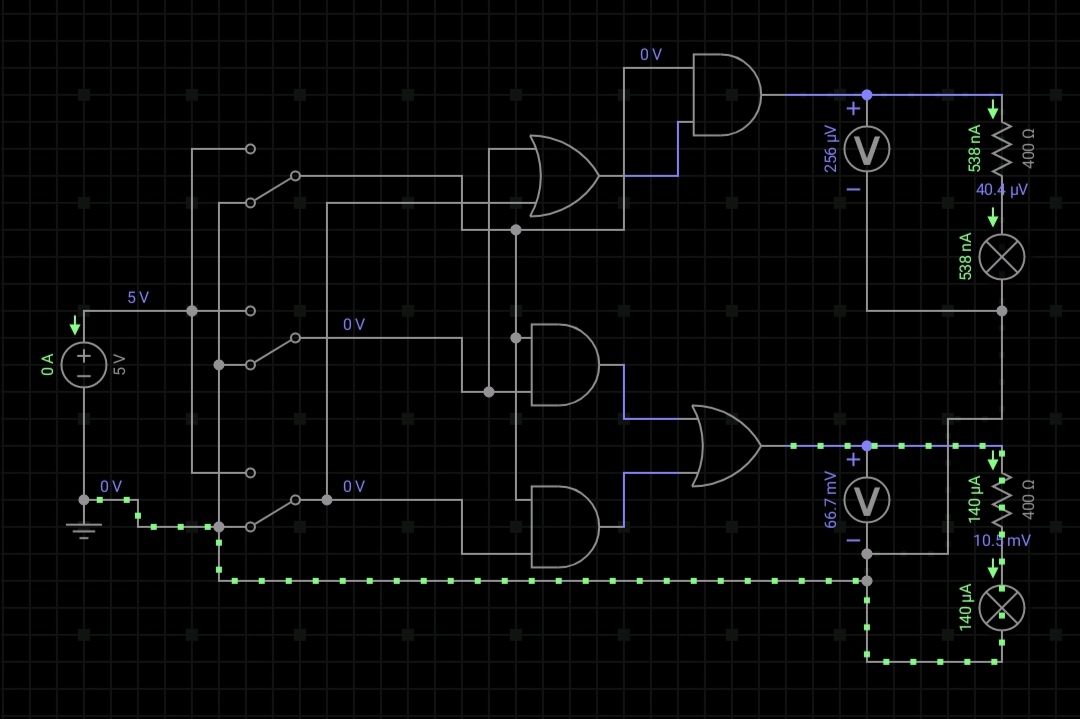 0 V
256 µV
+
V
−
538 nA
400 Ω
40.4 µV
538 nA
5 V
0 V
0 A
+
−
5 V
0 V
0 V
+
66.7 mV
V
−
140 µA
400 Ω
10.5 mV
140 µA